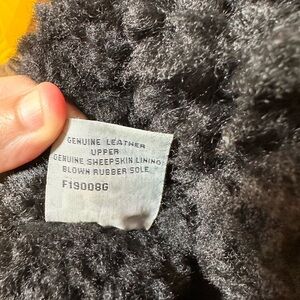 GENUINE LEATHER
UPPER
GENUINE SHEEPSKIN LINING
BLOWN RUBBER SOLE
F19008G